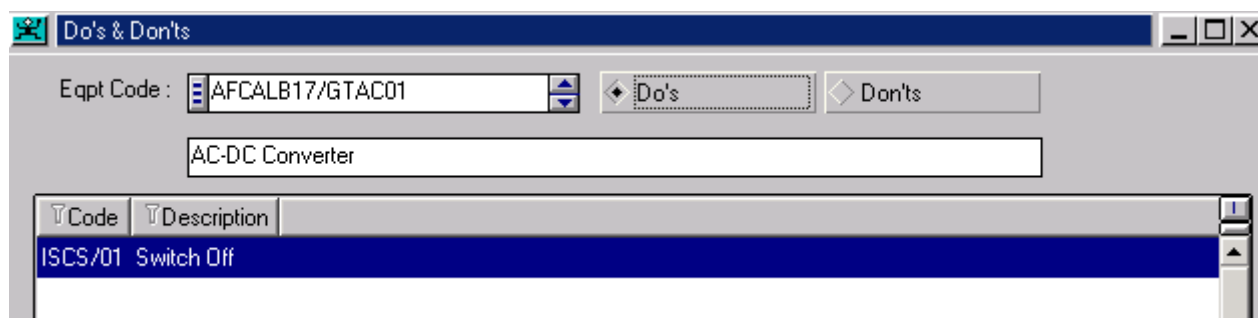 Do's & Don'ts
Eqpt Code : AFCALB17/GTAC01 Do's Don'ts
AC-DC Converter
Code Description
ISCS/01 Switch Off